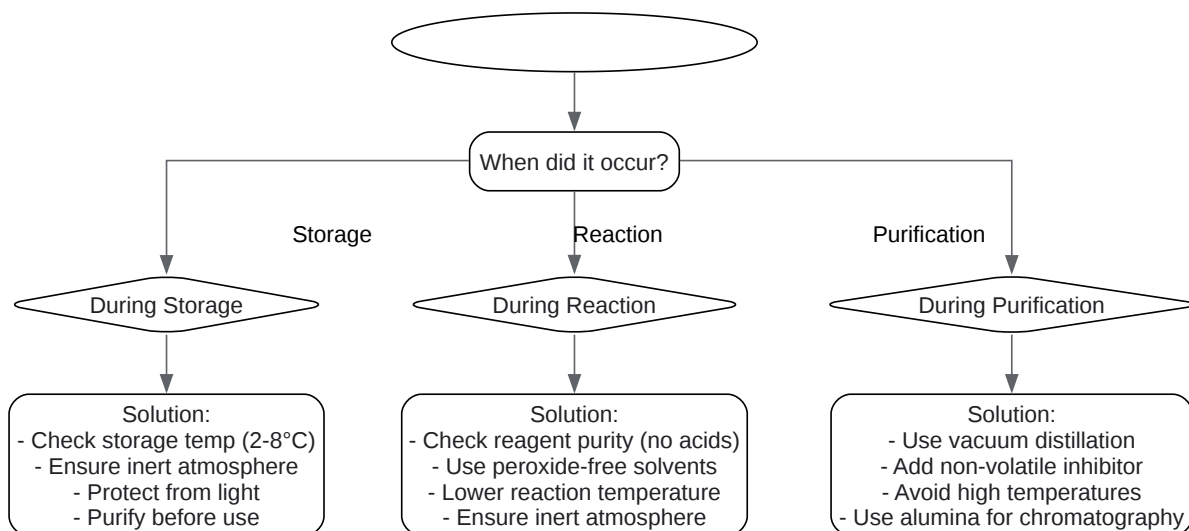 When did it occur?
Storage
Reaction
Purification
During Storage
During Reaction
During Purification
Solution:
- Check storage temp (2-8°C)
- Ensure inert atmosphere
- Protect from light
- Purify before use
Solution:
- Check reagent purity (no acids)
- Use peroxide-free solvents
- Lower reaction temperature
- Ensure inert atmosphere
Solution:
- Use vacuum distillation
- Add non-volatile inhibitor
- Avoid high temperatures
- Use alumina for chromatography